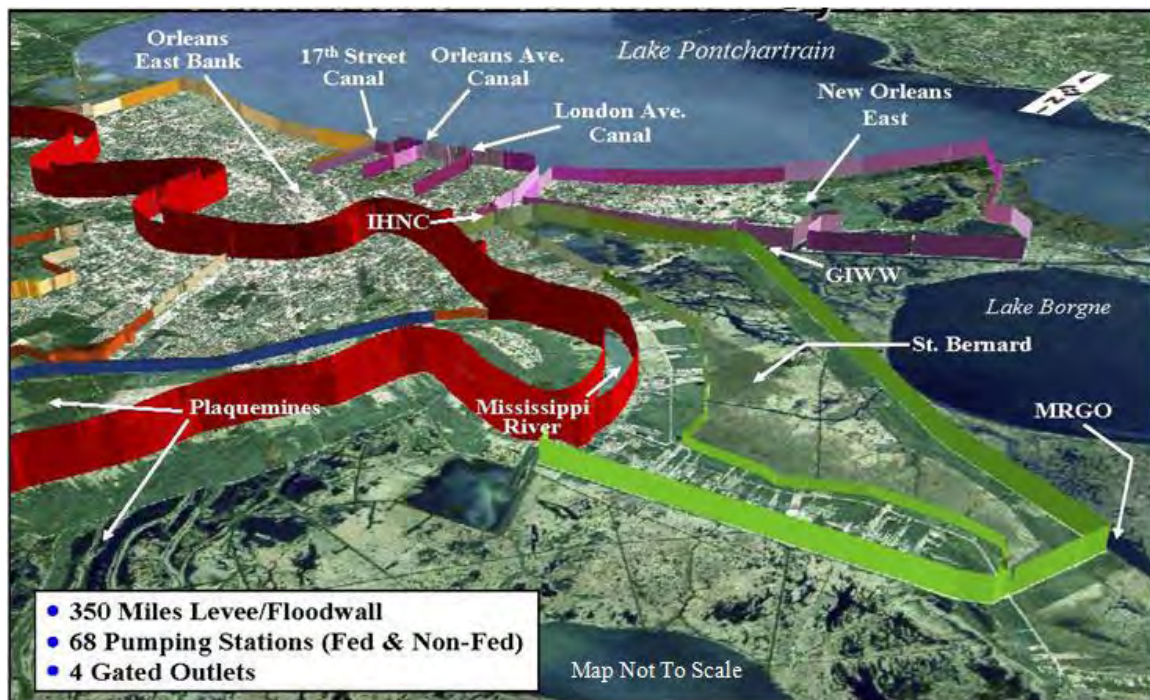 Orleans
East Bank
17th Street
Canal
Orleans Ave.
Canal
Lake Pontchartrain
London Ave.
Canal
New Orleans
East
IHNC
GIWW
Lake Borgne
St. Bernard
Plaquemines
Mississippi
River
MRGO
• 350 Miles Levee/Floodwall
• 68 Pumping Stations (Fed & Non-Fed)
• 4 Gated Outlets
Map Not To Scale